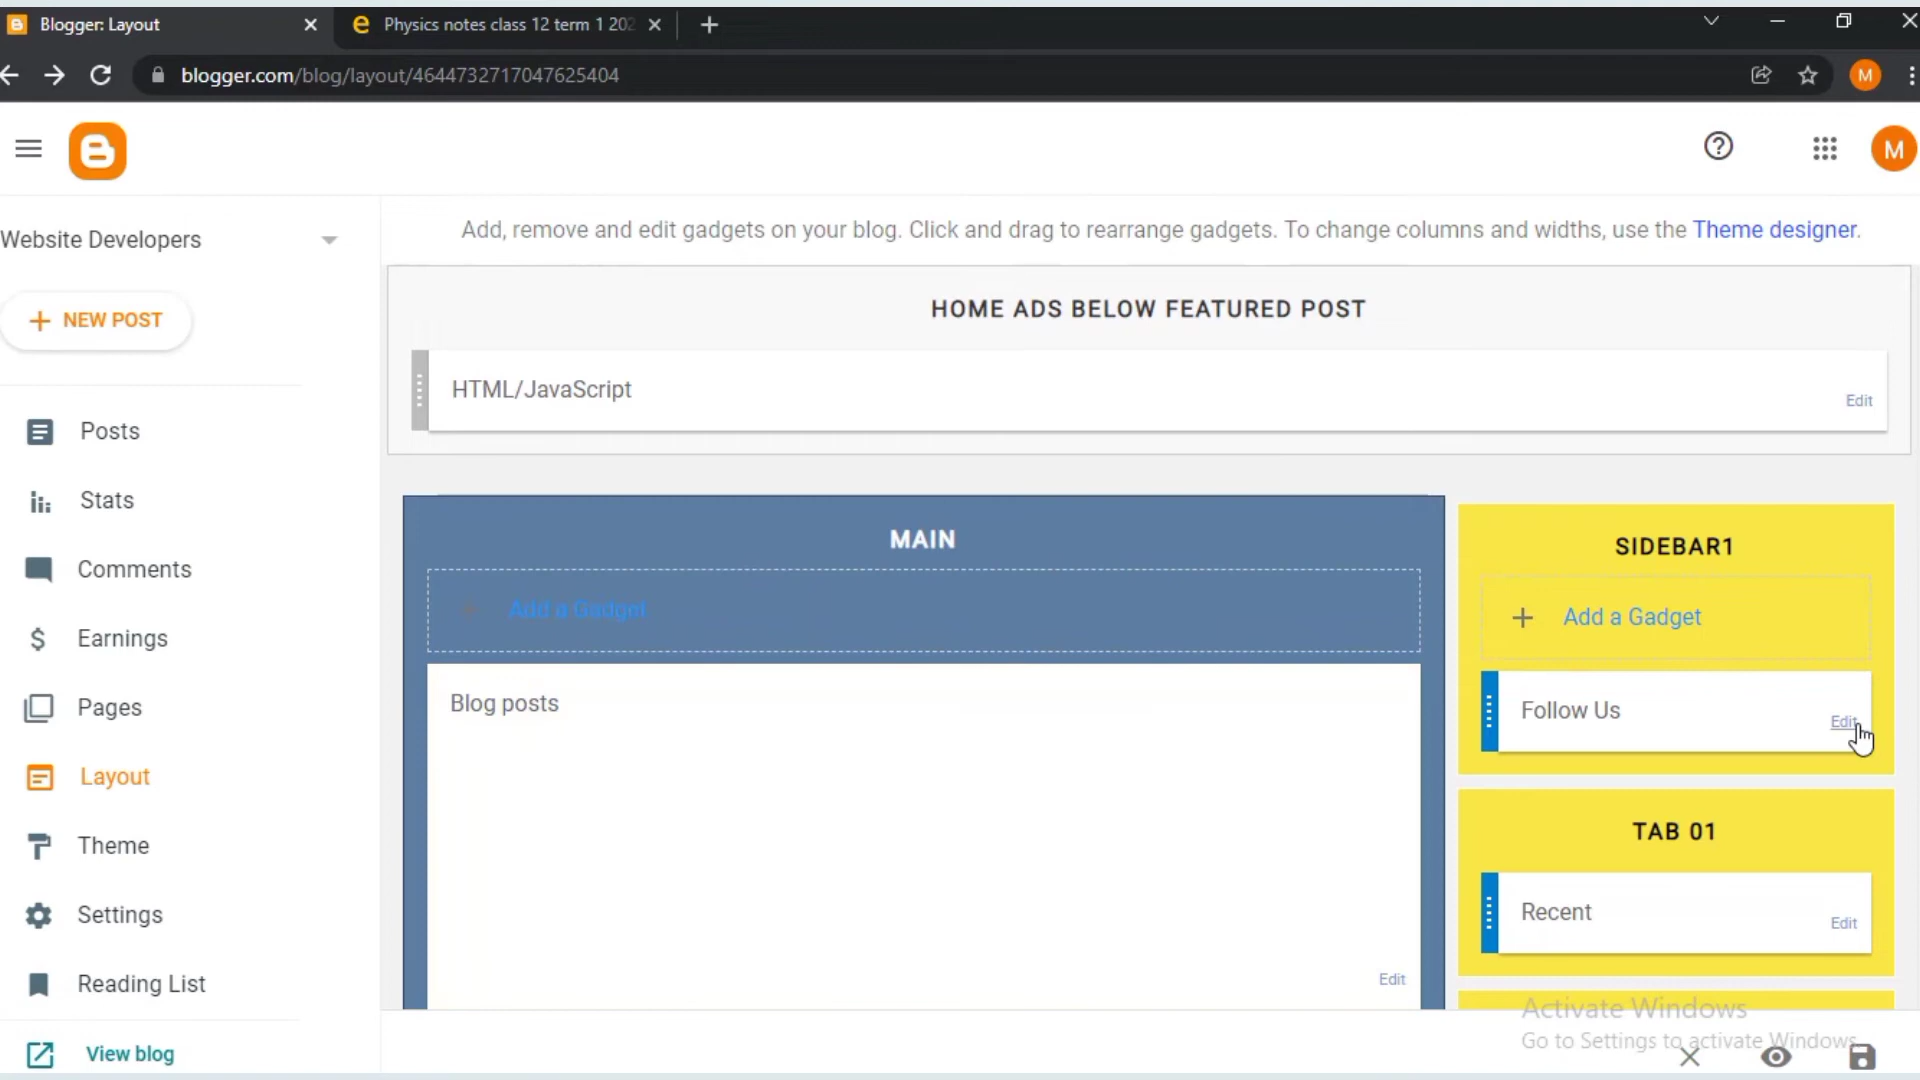 Blogger: Layout
Physics notes class 12 term 1 202
blogger.com/blog/layout/4644732717047625404
M
M
Website Developers
Add, remove and edit gadgets on your blog. Click and drag to rearrange gadgets. To change columns and widths, use the Theme designer.
NEW POST
HOME ADS BELOW FEATURED POST
HTML/JavaScript
Edit
Posts
Stats
Comments
Earnings
Pages
Layout
Theme
Settings
Reading List
View blog
MAIN
Add a Gadget
Blog posts
Edit
SIDEBAR1
Add a Gadget
Follow Us
Edit
TAB 01
Recent
Edit
Activate Windows
Go to Settings to activate Windows.